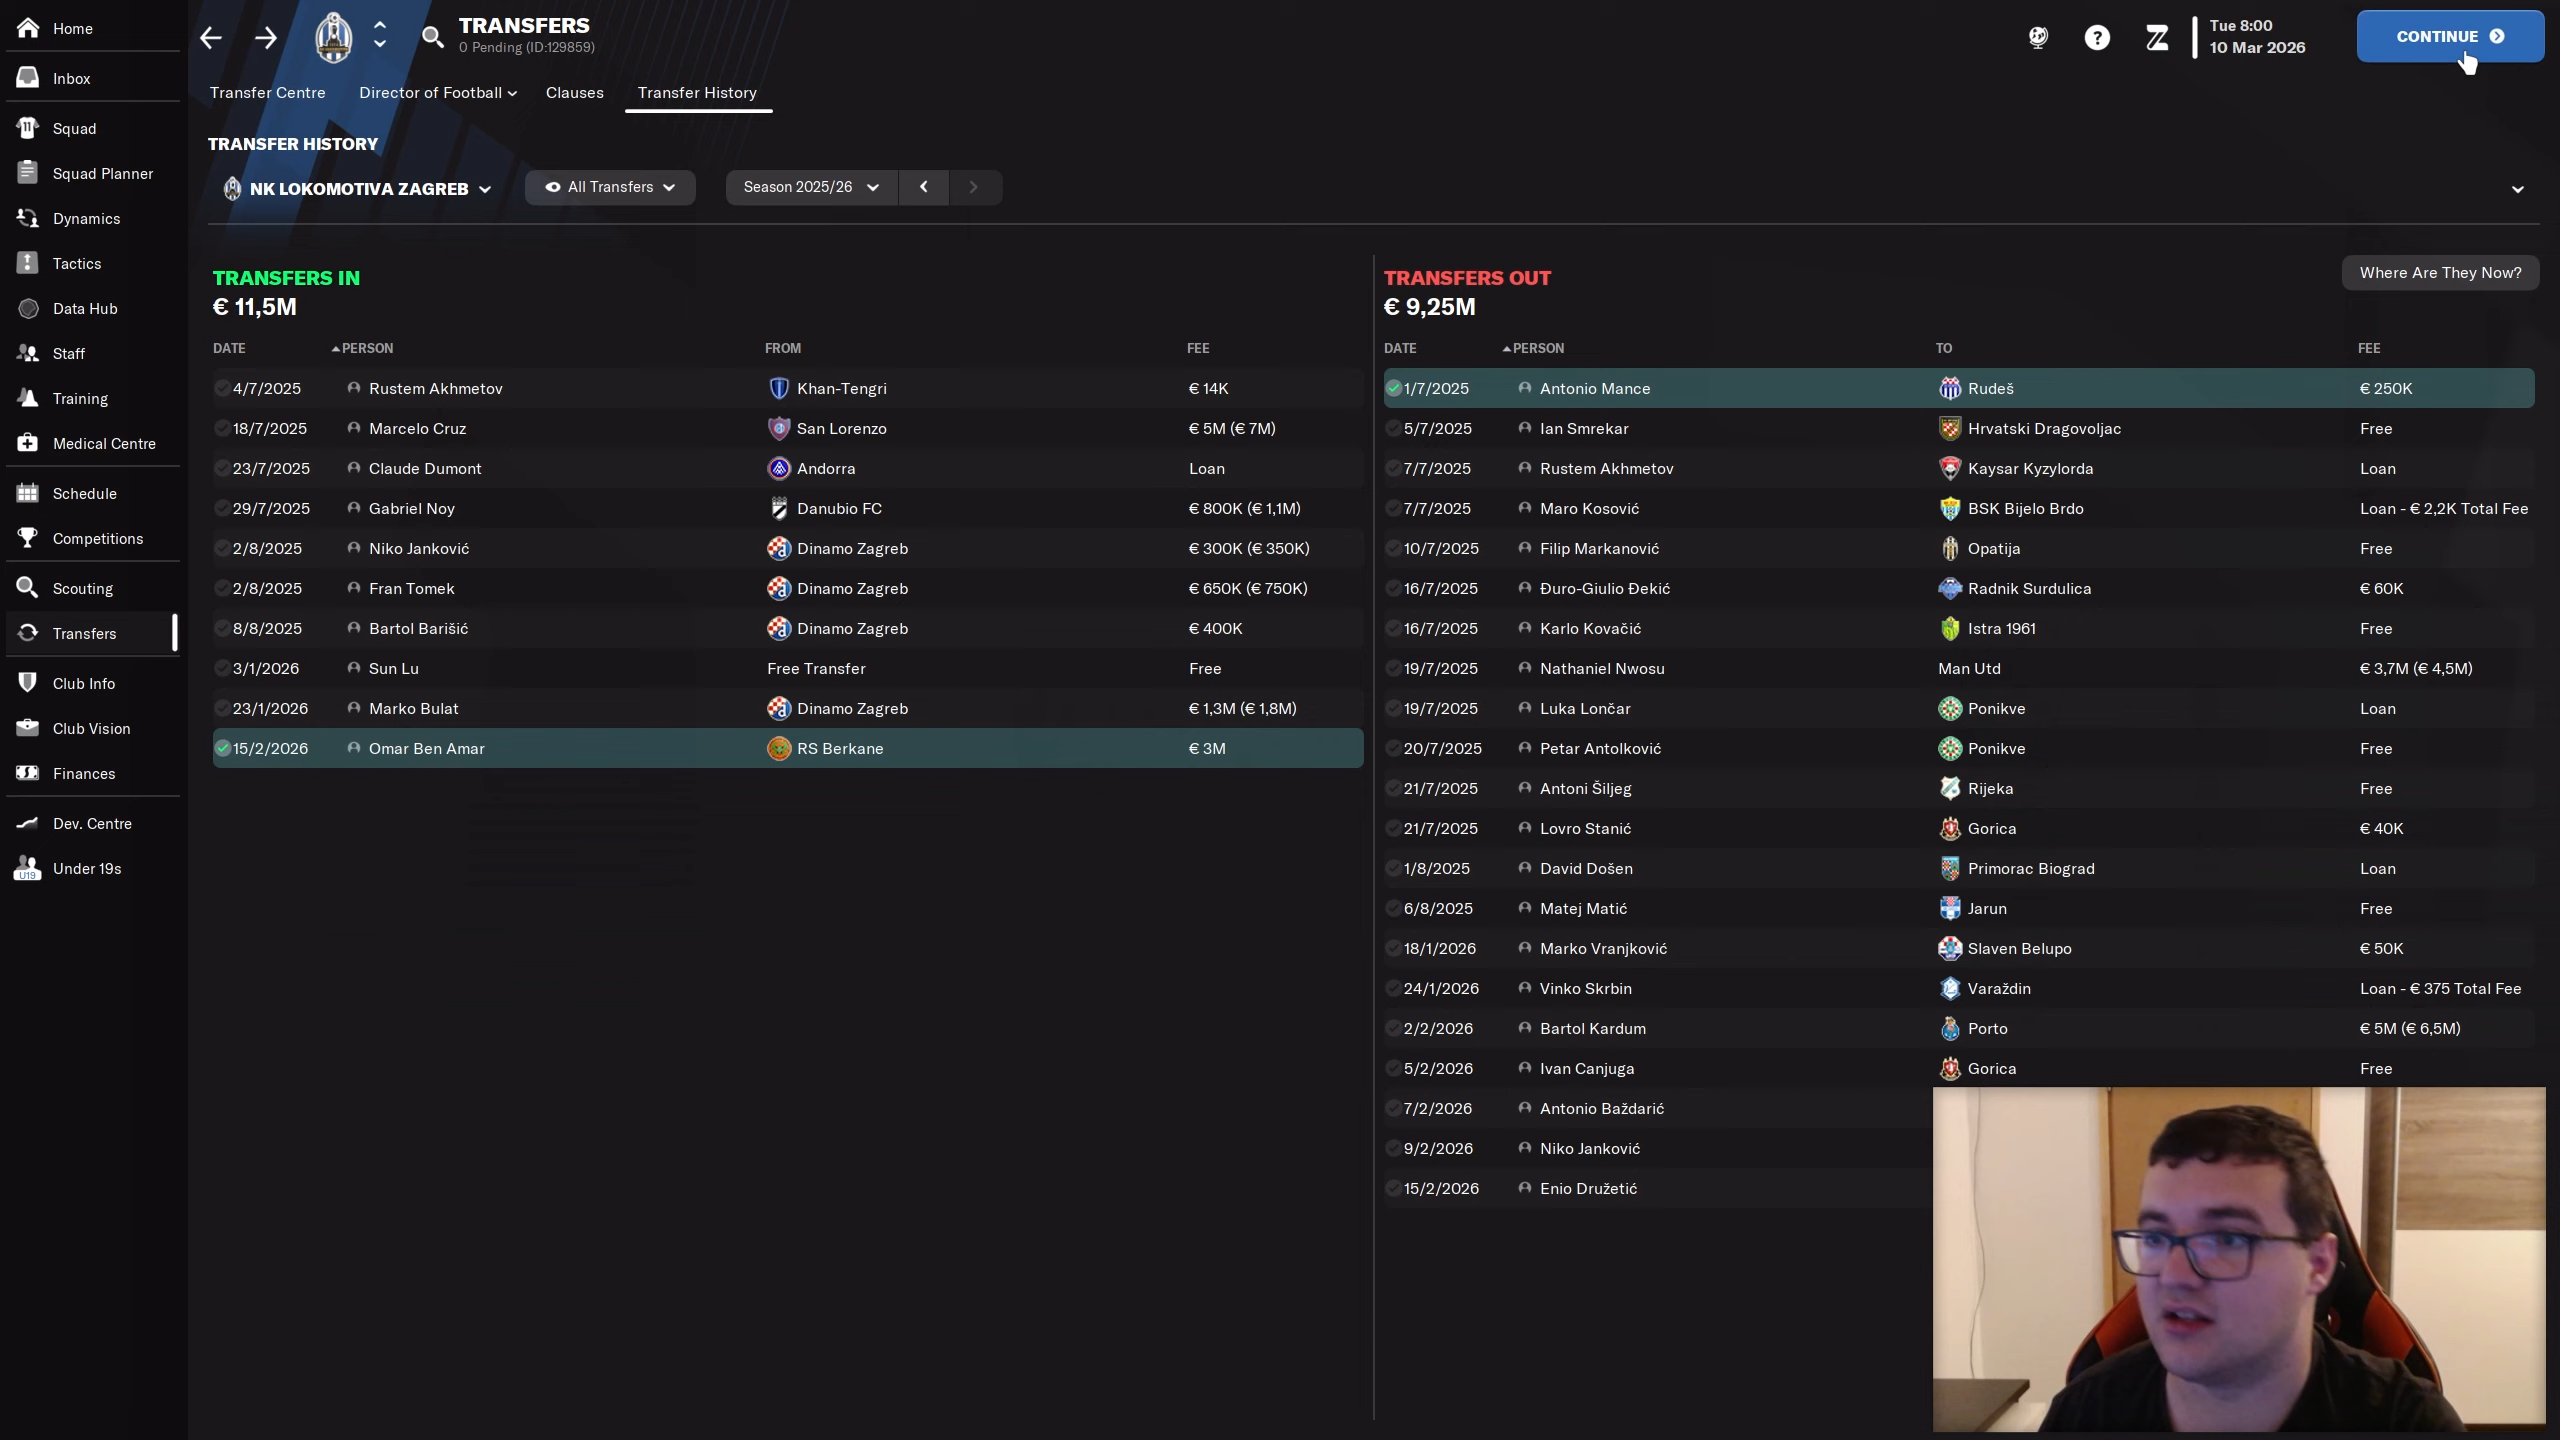 Home
Inbox
Squad
Squad Planner
Dynamics
Tactics
Data Hub
Staff
Training
Medical Centre
Schedule
Competitions
Scouting
Transfers
Club Info
Club Vision
Finances
Dev. Centre
U19
Under 19s
TRANSFERS
0 Pending (ID:129859)
Tue 8:00
10 Mar 2026
CONTINUE
Transfer Centre Director of Football Clauses Transfer History
TRANSFER HISTORY
NK LOKOMOTIVA ZAGREB All Transfers Season 2025/26
TRANSFERS IN
€ 11,5M
DATE PERSON FROM FEE
4/7/2025 Rustem Akhmetov Khan-Tengri € 14K
18/7/2025 Marcelo Cruz San Lorenzo € 5M (€ 7M)
23/7/2025 Claude Dumont Andorra Loan
29/7/2025 Gabriel Noy Danubio FC € 800K (€ 1,1M)
2/8/2025 Niko Janković Dinamo Zagreb € 300K (€ 350K)
2/8/2025 Fran Tomek Dinamo Zagreb € 650K (€ 750K)
8/8/2025 Bartol Barišić Dinamo Zagreb € 400K
3/1/2026 Sun Lu Free Transfer Free
23/1/2026 Marko Bulat Dinamo Zagreb € 1,3M (€ 1,8M)
15/2/2026 Omar Ben Amar RS Berkane € 3M
TRANSFERS OUT
€ 9,25M
Where Are They Now?
DATE PERSON TO FEE
1/7/2025 Antonio Mance Rudeš € 250K
5/7/2025 Ian Smrekar Hrvatski Dragovoljac Free
7/7/2025 Rustem Akhmetov Kaysar Kyzylorda Loan
7/7/2025 Maro Kosović BSK Bijelo Brdo Loan - € 2,2K Total Fee
10/7/2025 Filip Markanović Opatija Free
16/7/2025 Đuro-Giulio Đekić Radnik Surdulica € 60K
16/7/2025 Karlo Kovačić Istra 1961 Free
19/7/2025 Nathaniel Nwosu Man Utd € 3,7M (€ 4,5M)
19/7/2025 Luka Lončar Ponikve Loan
20/7/2025 Petar Antolković Ponikve Free
21/7/2025 Antoni Šiljeg Rijeka Free
21/7/2025 Lovro Stanić Gorica € 40K
1/8/2025 David Došen Primorac Biograd Loan
6/8/2025 Matej Matić Jarun Free
18/1/2026 Marko Vranjković Slaven Belupo € 50K
24/1/2026 Vinko Skrbin Varaždin Loan - € 375 Total Fee
2/2/2026 Bartol Kardum Porto € 5M (€ 6,5M)
5/2/2026 Ivan Canjuga Gorica Free
7/2/2026 Antonio Baždarić
9/2/2026 Niko Janković
15/2/2026 Enio Družetić